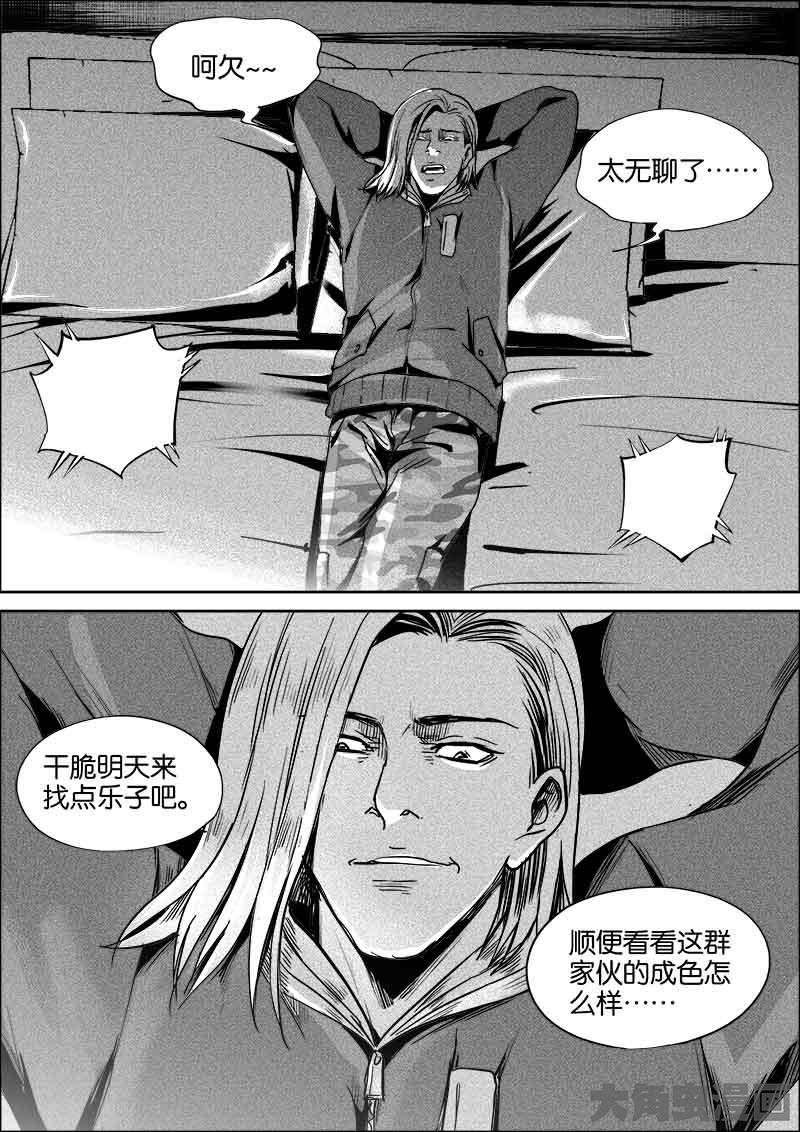 呵欠~~
太无聊了……
干脆明天来
找点乐子吧。
顺便看看这群
家伙的成色怎
么样……
大角虫漫画